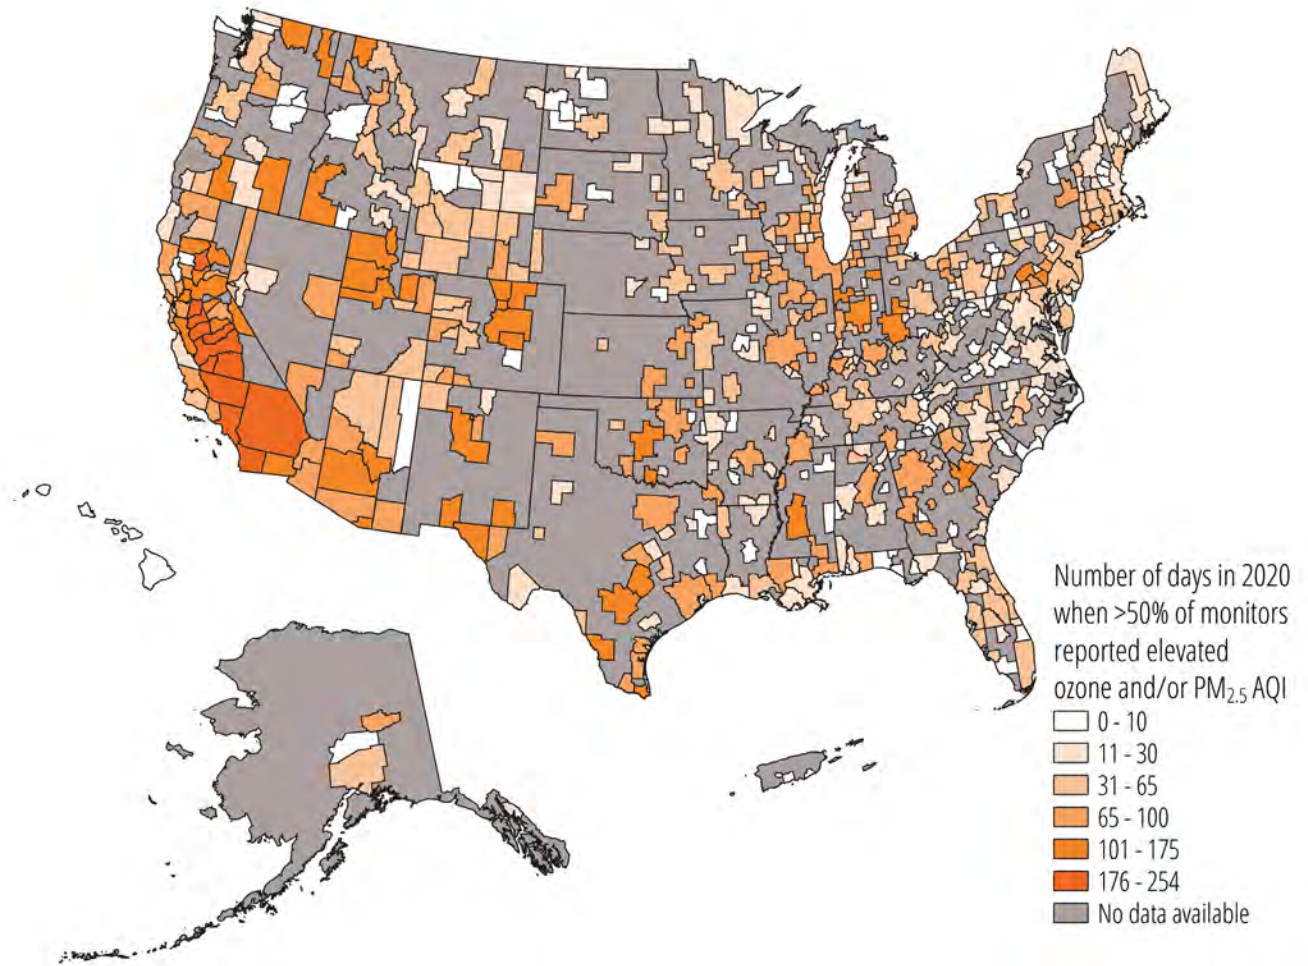 Number of days in 2020
when >50% of monitors
reported elevated
ozone and/or PM2.5 AQI
0 - 10
11 - 30
31 - 65
65 - 100
101 - 175
176 - 254
No data available